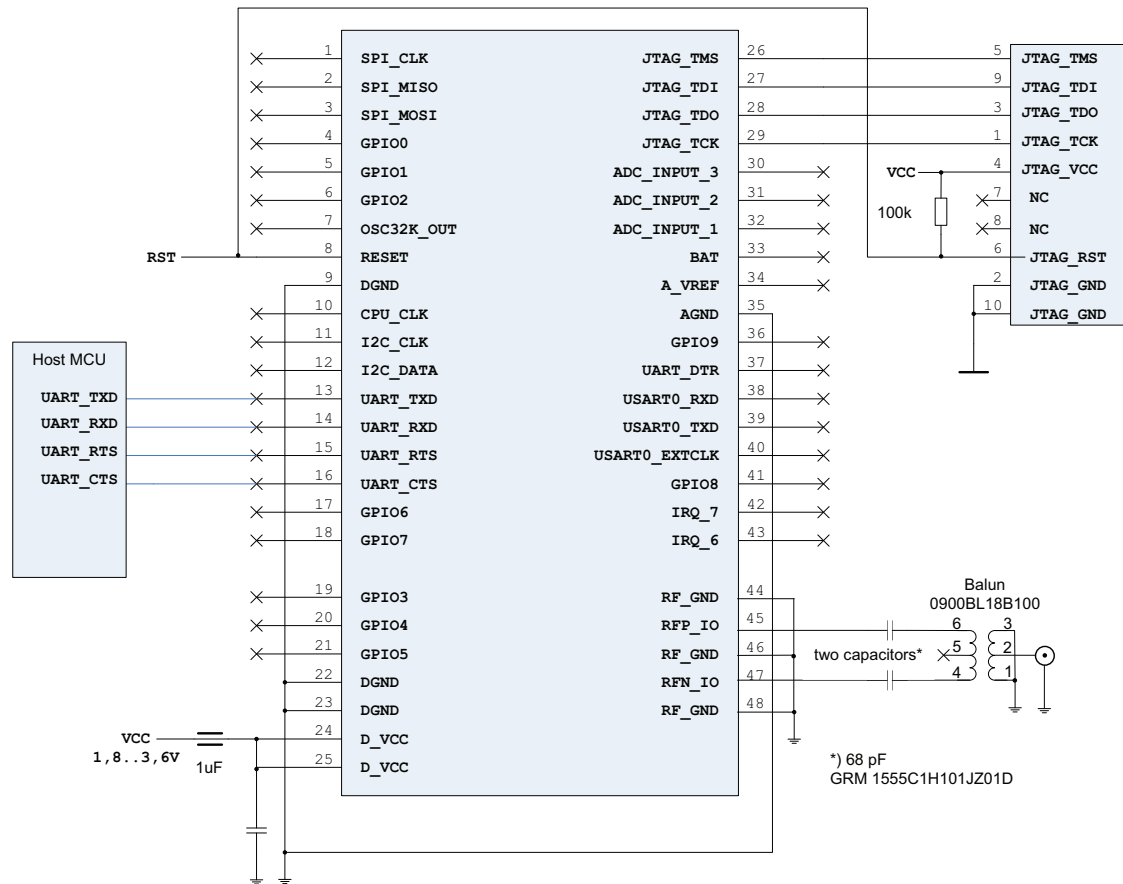 1 SPI_CLK
2 SPI_MISO
3 SPI_MOSI
4 GPIO0
5 GPIO1
6 GPIO2
7 OSC32K_OUT
RST 8 RESET
9 DGND
10 CPU_CLK
11 I2C_CLK
12 I2C_DATA
13 UART_TXD
14 UART_RXD
15 UART_RTS
16 UART_CTS
17 GPIO6
18 GPIO7
19 GPIO3
20 GPIO4
21 GPIO5
22 DGND
23 DGND
24 D_VCC
25 D_VCC
JTAG_TMS 26
JTAG_TDI 27
JTAG_TDO 28
JTAG_TCK 29
ADC_INPUT_3 30
ADC_INPUT_2 31
ADC_INPUT_1 32
BAT 33
A_VREF 34
AGND 35
GPIO9 36
UART_DTR 37
USART0_RXD 38
USART0_TXD 39
USART0_EXTCLK 40
GPIO8 41
IRQ_7 42
IRQ_6 43
RF_GND 44
RFP_IO 45
RF_GND 46
RFN_IO 47
RF_GND 48
5 JTAG_TMS
9 JTAG_TDI
3 JTAG_TDO
1 JTAG_TCK
VCC 4 JTAG_VCC
7 NC
100k
8 NC
6 JTAG_RST
2 JTAG_GND
10 JTAG_GND
Host MCU
UART_TXD
UART_RXD
UART_RTS
UART_CTS
VCC
1,8..3,6V
1uF
Balun
0900BL18B100
6 3
two capacitors* 5 2
4 1
*) 68 pF
GRM 1555C1H101JZ01D